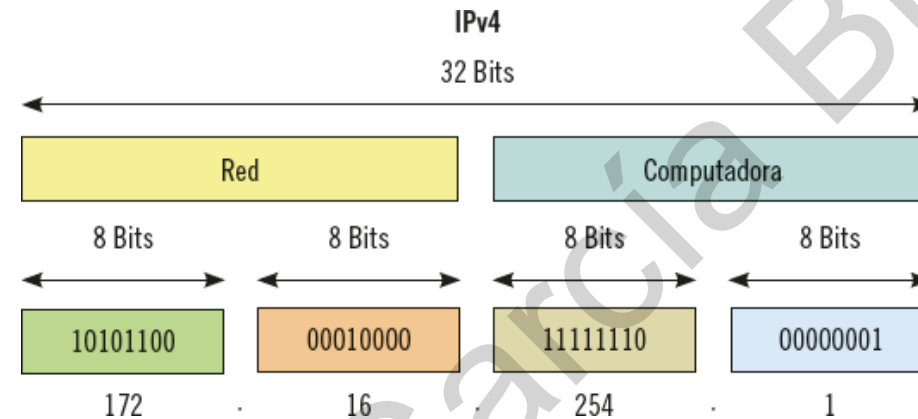 IPv4
32 Bits
Red Computadora
8 Bits 8 Bits 8 Bits 8 Bits
10101100 00010000 11111110 00000001
172 . 16 . 254 . 1
García B